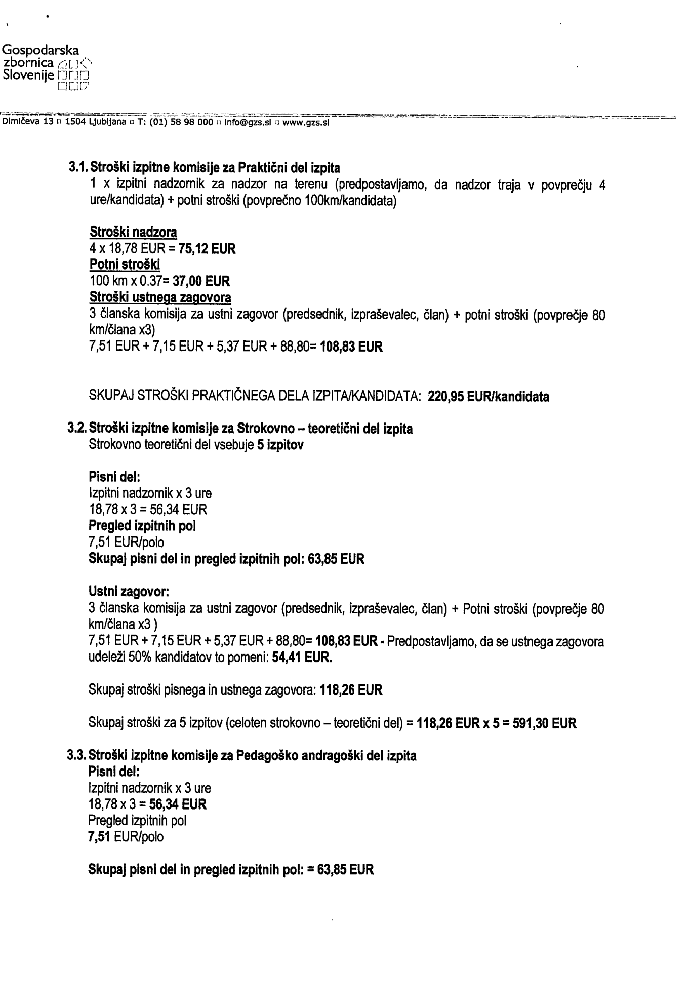 Gospodarska
zbornica
Slovenije
Dimičeva 13 ¤ 1504 Ljubljana ¤ T: (01) 58 98 000 ¤ info@gzs.si ¤ www.gzs.si
3.1. Stroški izpitne komisije za Praktični del izpita
1 x izpitni nadzornik za nadzor na terenu (predpostavljamo, da nadzor traja v povprečju 4
ure/kandidata) + potni stroški (povprečno 100km/kandidata)
Stroški nadzora
4 x 18,78 EUR = 75,12 EUR
Potni stroški
100 km x 0.37= 37,00 EUR
Stroški ustnega zagovora
3 članska komisija za ustni zagovor (predsednik, izpraševalec, član) + potni stroški (povprečje 80
km/člana x3)
7,51 EUR + 7,15 EUR + 5,37 EUR + 88,80= 108,83 EUR
SKUPAJ STROŠKI PRAKTIČNEGA DELA IZPITA/KANDIDATA: 220,95 EUR/kandidata
3.2. Stroški izpitne komisije za Strokovno – teoretični del izpita
Strokovno teoretični del vsebuje 5 izpitov
Pisni del:
Izpitni nadzornik x 3 ure
18,78 x 3 = 56,34 EUR
Pregled izpitnih pol
7,51 EUR/polo
Skupaj pisni del in pregled izpitnih pol: 63,85 EUR
Ustni zagovor:
3 članska komisija za ustni zagovor (predsednik, izpraševalec, član) + Potni stroški (povprečje 80
km/člana x3 )
7,51 EUR + 7,15 EUR + 5,37 EUR + 88,80= 108,83 EUR - Predpostavljamo, da se ustnega zagovora
udeleži 50% kandidatov to pomeni: 54,41 EUR.
Skupaj stroški pisnega in ustnega zagovora: 118,26 EUR
Skupaj stroški za 5 izpitov (celoten strokovno – teoretični del) = 118,26 EUR x 5 = 591,30 EUR
3.3. Stroški izpitne komisije za Pedagoško andragoški del izpita
Pisni del:
Izpitni nadzornik x 3 ure
18,78 x 3 = 56,34 EUR
Pregled izpitnih pol
7,51 EUR/polo
Skupaj pisni del in pregled izpitnih pol: = 63,85 EUR